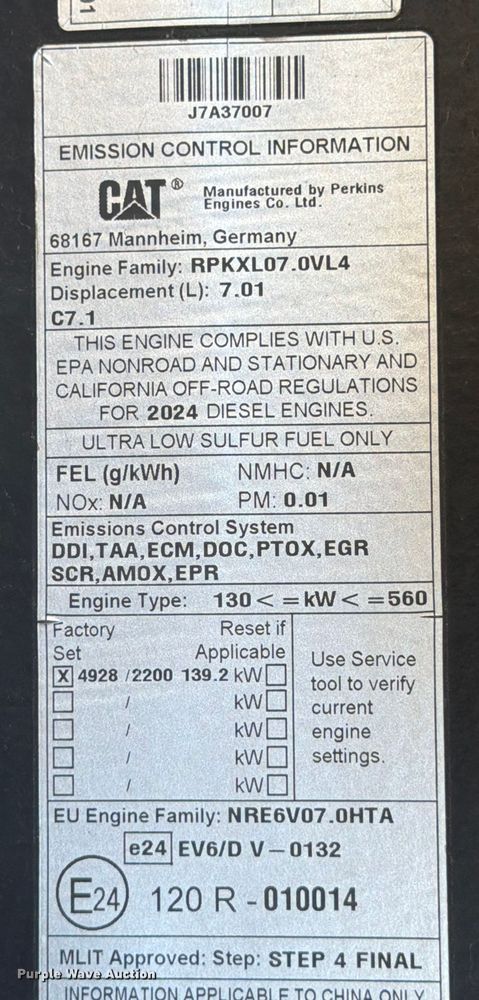 J7A37007
EMISSION CONTROL INFORMATION
CAT® Manufactured by Perkins
Engines Co. Ltd.
68167 Mannheim, Germany
Engine Family: RPKXL07.0VL4
Displacement (L): 7.01
C7.1
THIS ENGINE COMPLIES WITH U.S.
EPA NONROAD AND STATIONARY AND
CALIFORNIA OFF-ROAD REGULATIONS
FOR 2024 DIESEL ENGINES.
ULTRA LOW SULFUR FUEL ONLY
FEL (g/kWh) NMHC: N/A
NOx: N/A PM: 0.01
Emissions Control System
DDI,TAA,ECM,DOC,PTOX,EGR
SCR,AMOX,EPR
Engine Type: 130 < = kW < = 560
Factory Reset if
Set Applicable
X 4928 / 2200 139.2 kW
/ kW
/ kW
/ kW
/ kW
Use Service
tool to verify
current
engine
settings.
EU Engine Family: NRE6V07.0HTA
e24 EV6/D V – 0132
E24 120 R - 010014
MLIT Approved: Step: STEP 4 FINAL
Purple Wave Auction
INFORMATION APPLICABLE TO CHINA ONLY